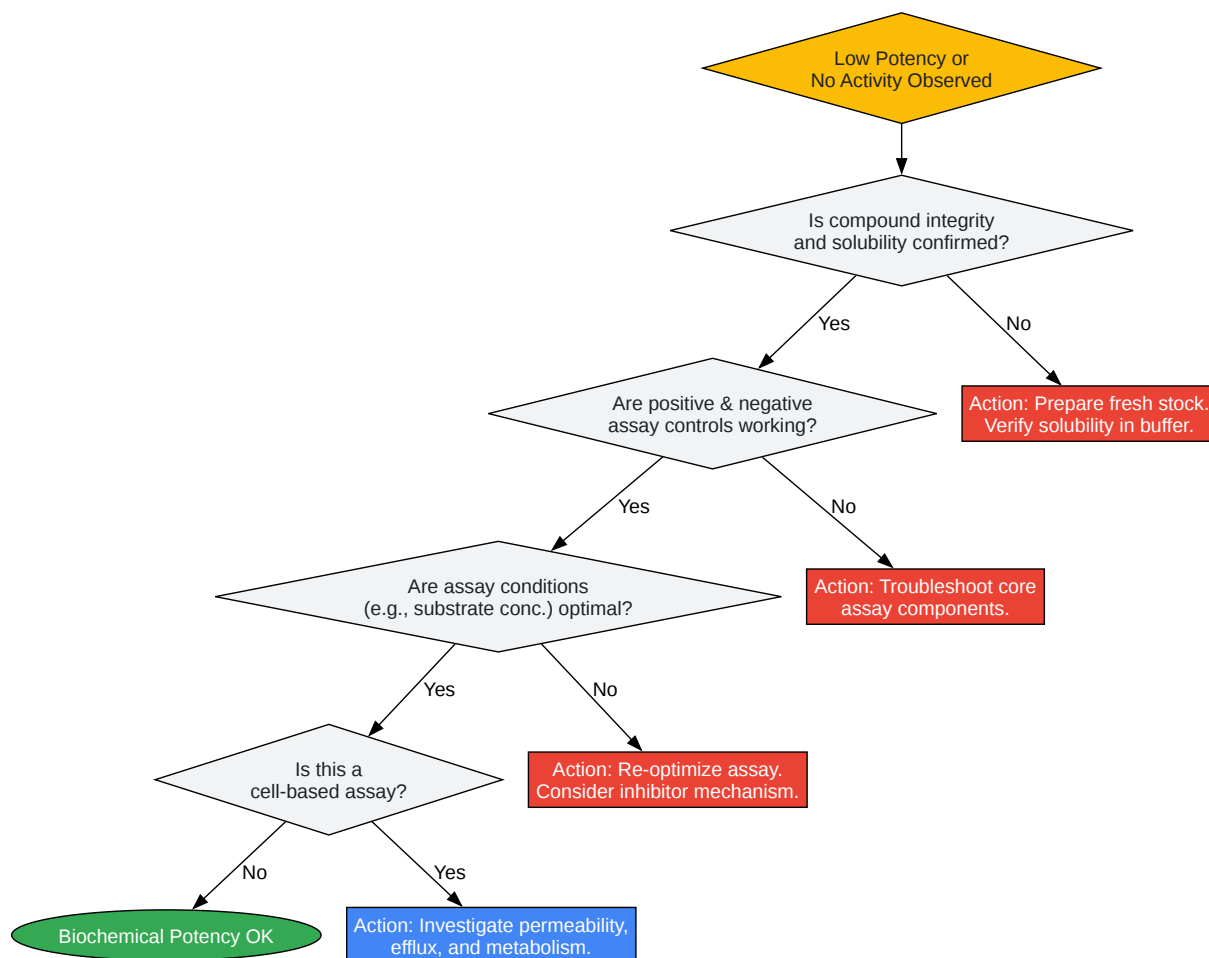 Low Potency or
No Activity Observed
Is compound integrity
and solubility confirmed?
Yes
No
Are positive & negative
assay controls working?
Action: Prepare fresh stock.
Verify solubility in buffer.
Yes
No
Are assay conditions
(e.g., substrate conc.) optimal?
Action: Troubleshoot core
assay components.
Yes
No
Is this a
cell-based assay?
Action: Re-optimize assay.
Consider inhibitor mechanism.
No
Yes
Biochemical Potency OK
Action: Investigate permeability,
efflux, and metabolism.